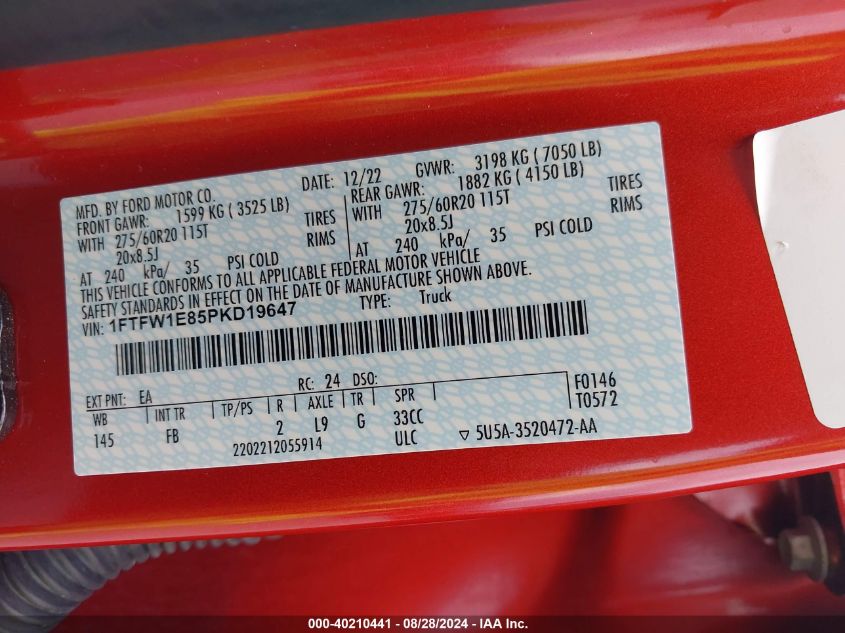 MFD. BY FORD MOTOR CO.
DATE: 12/22 GVWR: 3198 KG ( 7050 LB)
FRONT GAWR: 1599 KG ( 3525 LB) REAR GAWR: 1882 KG ( 4150 LB)
WITH 275/60R20 115T TIRES WITH 275/60R20 115T TIRES
20x8.5J RIMS 20x8.5J RIMS
AT 240 kPa/ 35 PSI COLD AT 240 kPa/ 35 PSI COLD
THIS VEHICLE CONFORMS TO ALL APPLICABLE FEDERAL MOTOR VEHICLE
SAFETY STANDARDS IN EFFECT ON THE DATE OF MANUFACTURE SHOWN ABOVE.
VIN: 1FTFW1E85PKD19647 TYPE: Truck
EXT PNT: EA RC: 24 DSO: F0146
WB INT TR TP/PS R AXLE TR SPR T0572
145 FB 2 L9 G 33CC
2202212055914 ULC ▽ 5U5A-3520472-AA
000-40210441 - 08/28/2024 - IAA Inc.